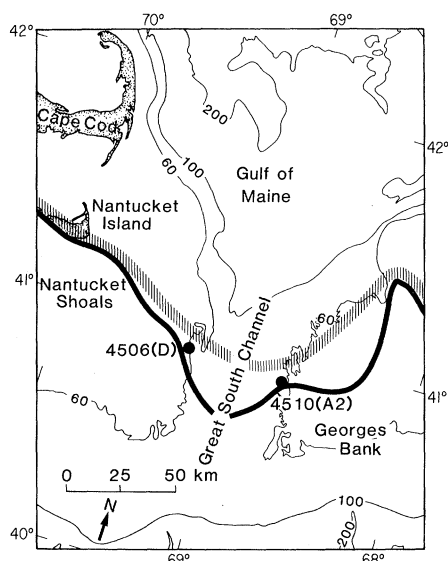 70°
69°
42°
200
Cape Cod
100
60
42°
Gulf of
Maine
Nantucket
Island
41°
Nantucket
Shoals
60
4506(D)
Great South Channel
4510(A2)
41°
60
Georges
Bank
0 25 50 km
N
100
200
40°
69°
68°